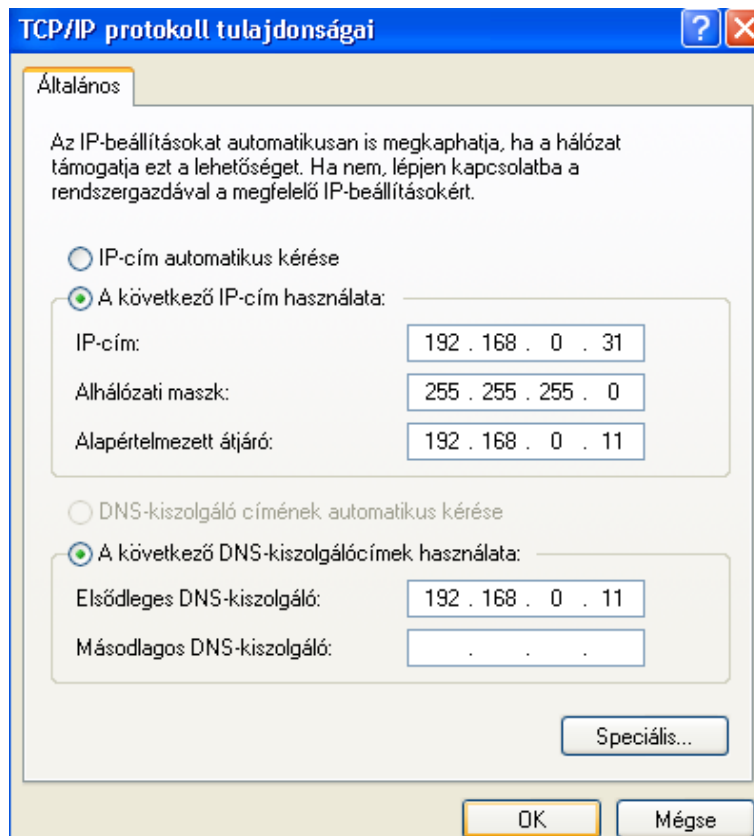 TCP/IP protokoll tulajdonságai
Általános
Az IP-beállításokat automatikusan is megkaphatja, ha a hálózat
támogatja ezt a lehetőséget. Ha nem, lépjen kapcsolatba a
rendszergazdával a megfelelő IP-beállításokért.
IP-cím automatikus kérése
A következő IP-cím használata:
IP-cím: 192 . 168 . 0 . 31
Alhálózati maszk: 255 . 255 . 255 . 0
Alapértelmezett átjáró: 192 . 168 . 0 . 11
DNS-kiszolgáló címének automatikus kérése
A következő DNS-kiszolgálócímek használata:
Elsődleges DNS-kiszolgáló: 192 . 168 . 0 . 11
Másodlagos DNS-kiszolgáló: . . .
Speciális...
OK Mégse